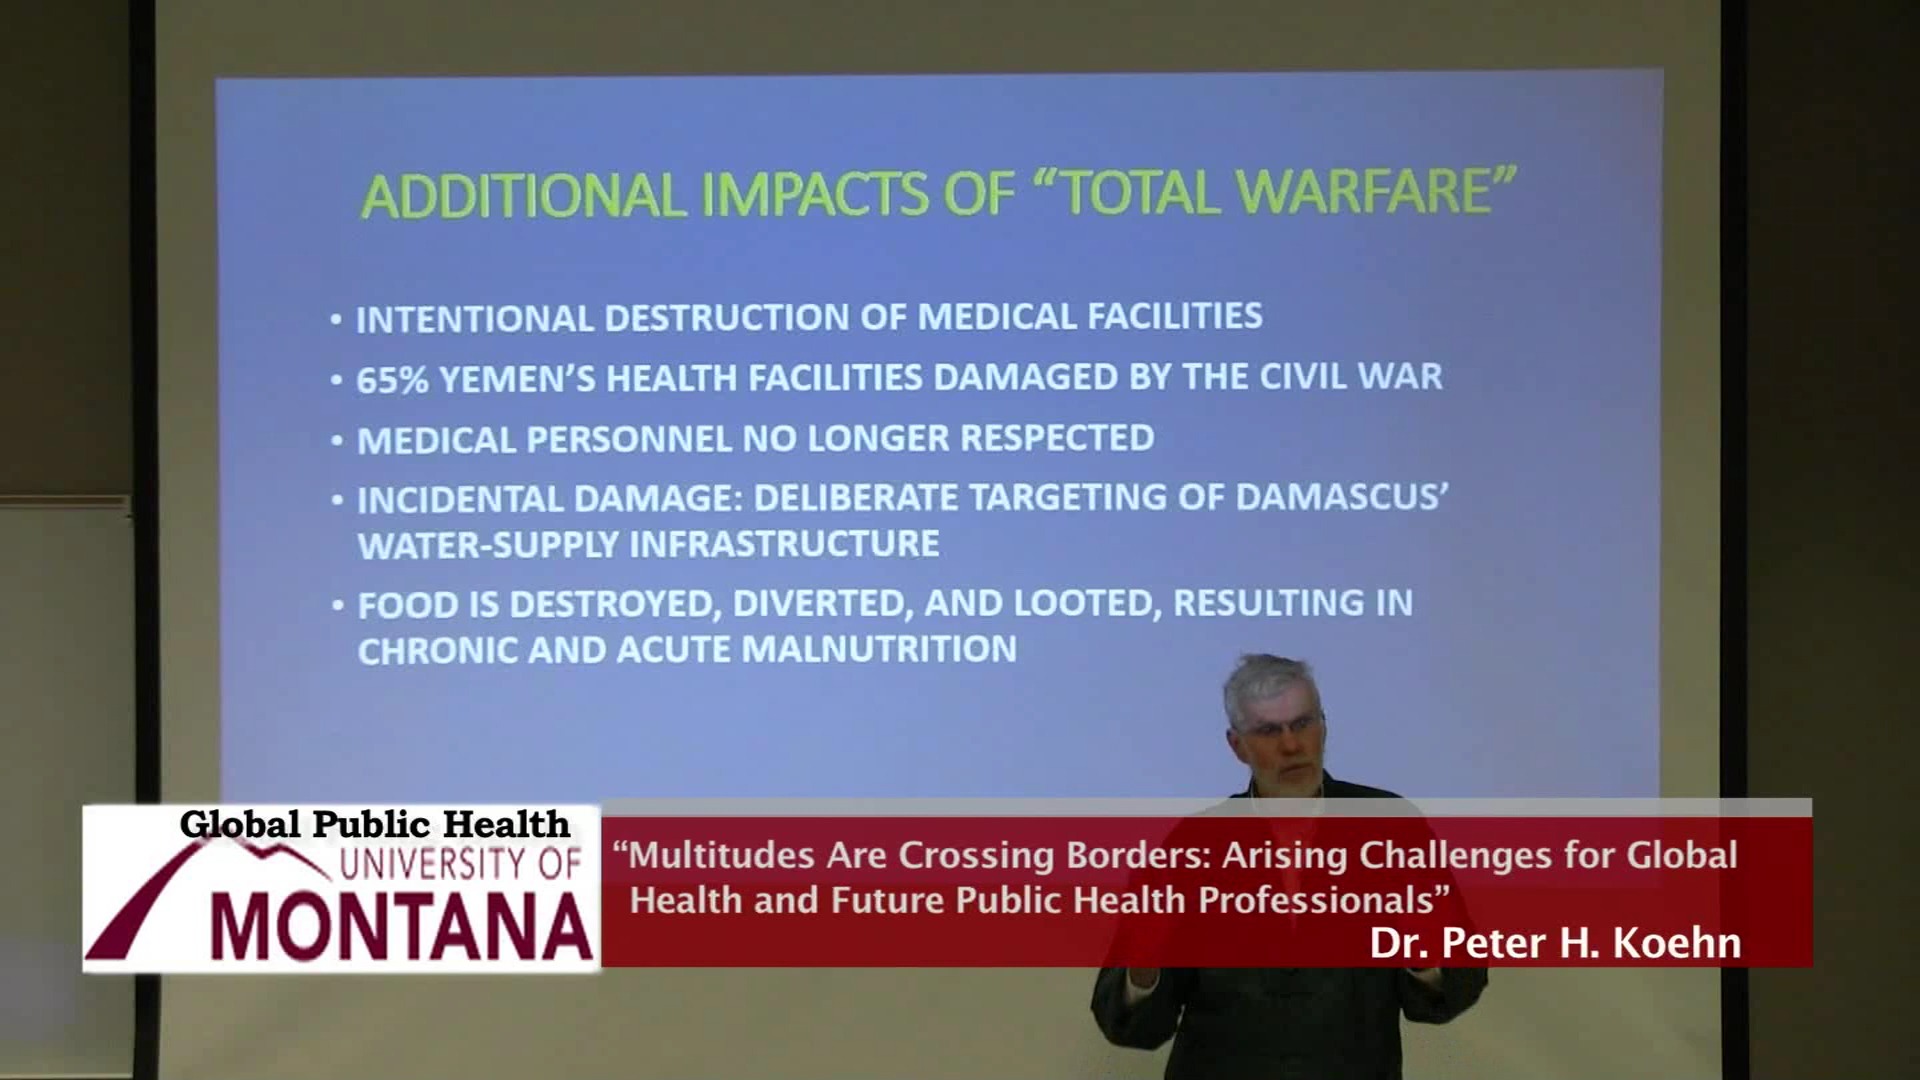 ADDITIONAL IMPACTS OF “TOTAL WARFARE”
• INTENTIONAL DESTRUCTION OF MEDICAL FACILITIES
• 65% YEMEN’S HEALTH FACILITIES DAMAGED BY THE CIVIL WAR
• MEDICAL PERSONNEL NO LONGER RESPECTED
• INCIDENTAL DAMAGE: DELIBERATE TARGETING OF DAMASCUS’
WATER-SUPPLY INFRASTRUCTURE
• FOOD IS DESTROYED, DIVERTED, AND LOOTED, RESULTING IN
CHRONIC AND ACUTE MALNUTRITION
Global Public Health
UNIVERSITY OF
MONTANA
“Multitudes Are Crossing Borders: Arising Challenges for Global
Health and Future Public Health Professionals”
Dr. Peter H. Koehn